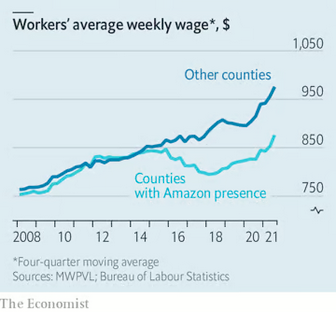 Workers' average weekly wage*, $
1,050
Other counties
950
850
Counties
with Amazon presence
750
2008 10 12 14 16 18 20 21
*Four-quarter moving average
Sources: MWPVL; Bureau of Labour Statistics
The Economist